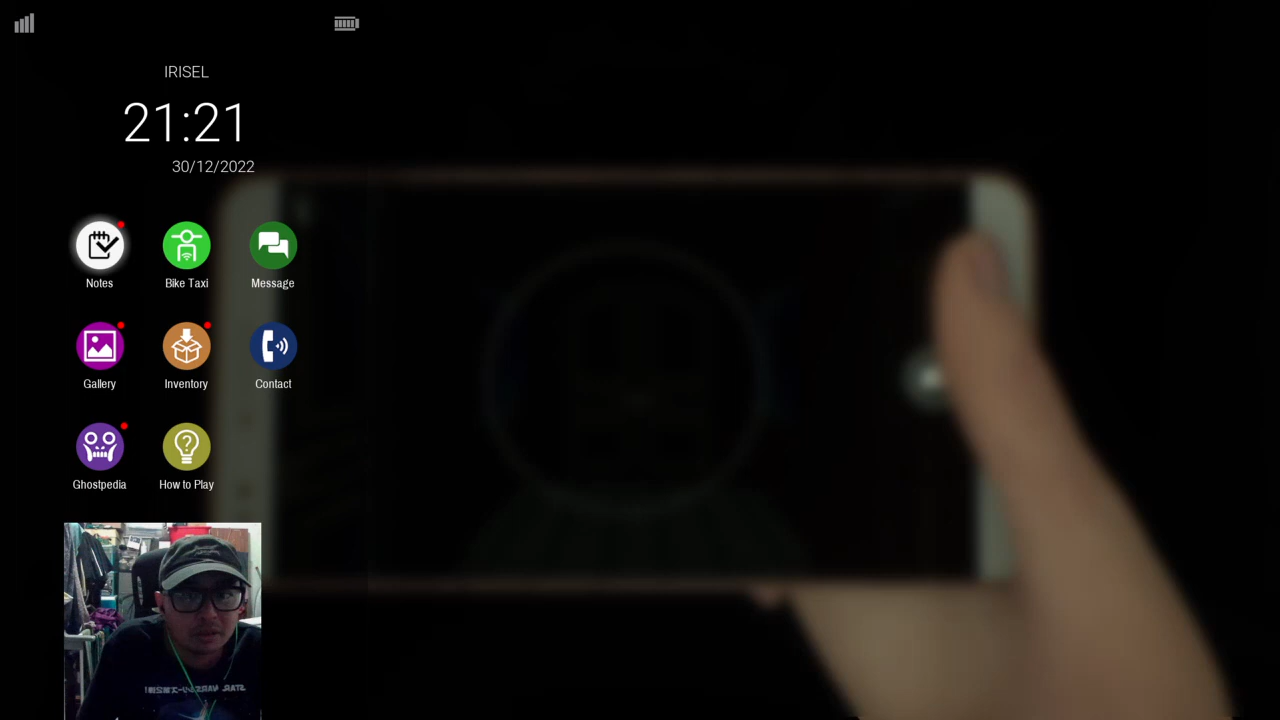 IRISEL
21:21
30/12/2022
Notes
Bike Taxi
Message
Gallery
Inventory
Contact
Ghostpedia
How to Play